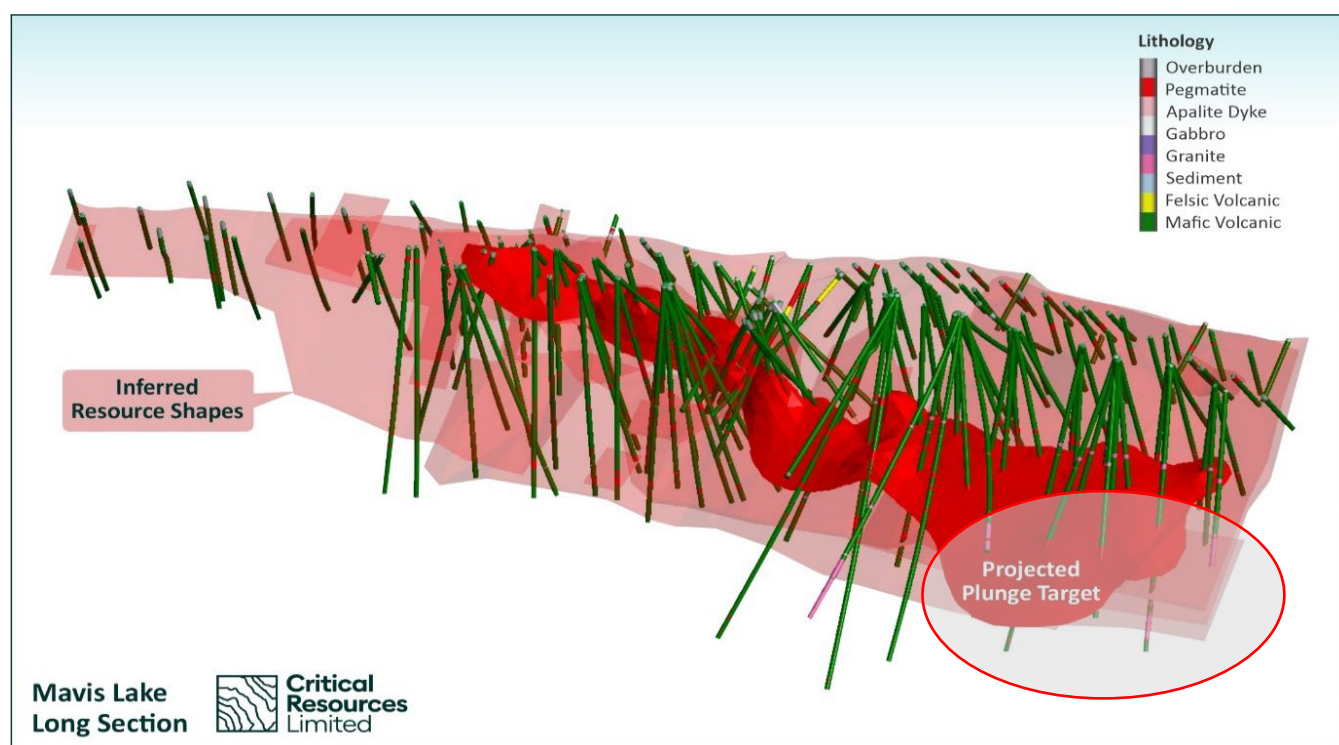 Lithology
Overburden
Pegmatite
Apalite Dyke
Gabbro
Granite
Sediment
Felsic Volcanic
Mafic Volcanic
Inferred
Resource Shapes
Projected
Plunge Target
Mavis Lake
Long Section
Critical
Resources
Limited